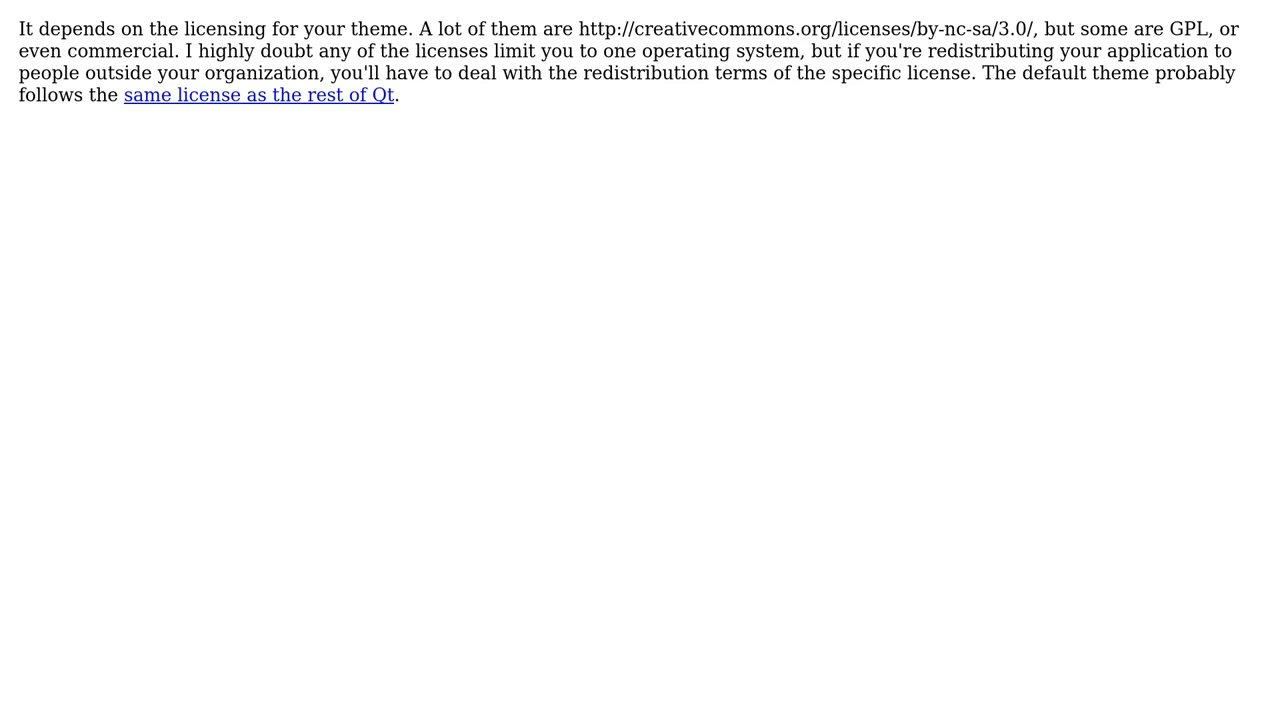 It depends on the licensing for your theme. A lot of them are http://creativecommons.org/licenses/by-nc-sa/3.0/, but some are GPL, or
even commercial. I highly doubt any of the licenses limit you to one operating system, but if you're redistributing your application to
people outside your organization, you'll have to deal with the redistribution terms of the specific license. The default theme probably
follows the same license as the rest of Qt.